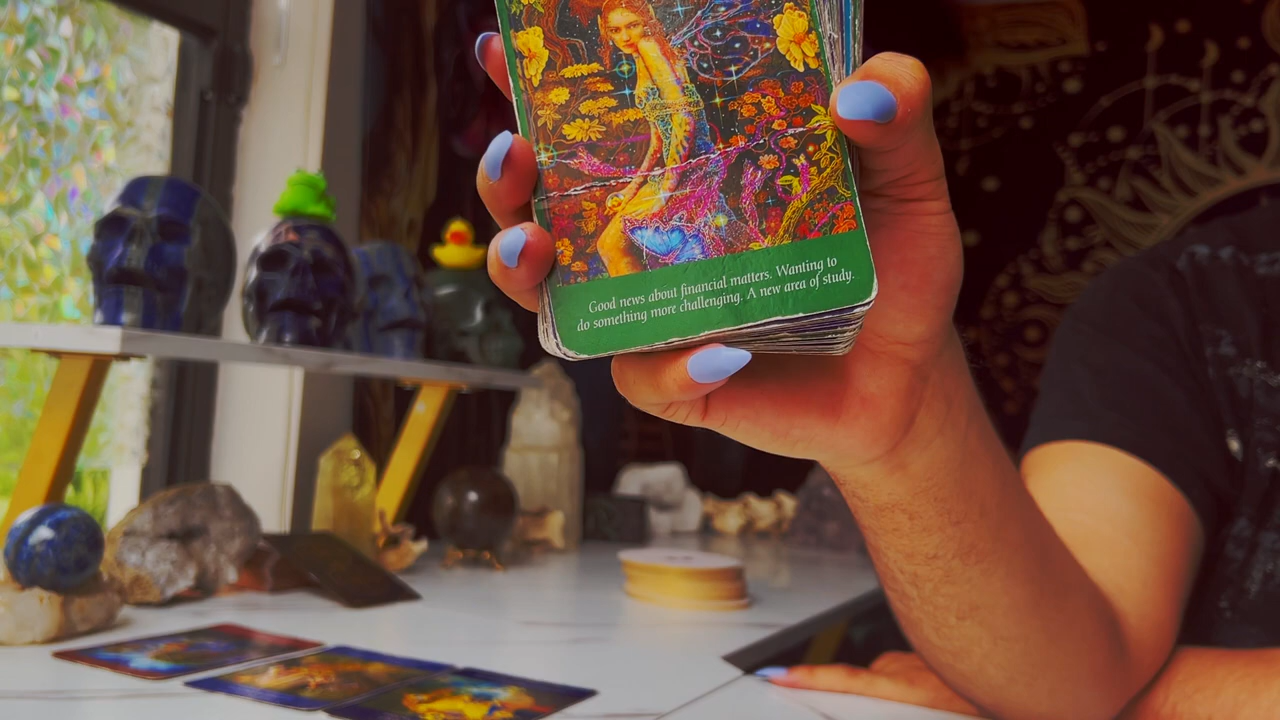 Good news about financial matters. Wanting to
do something more challenging. A new area of study.